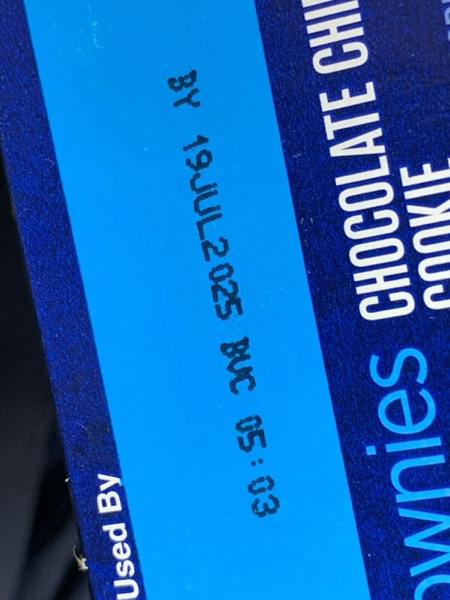 BY 19JUL2025 BUC 05:03
Used By
CHOCOLATE CHI
COOKIE
ownies